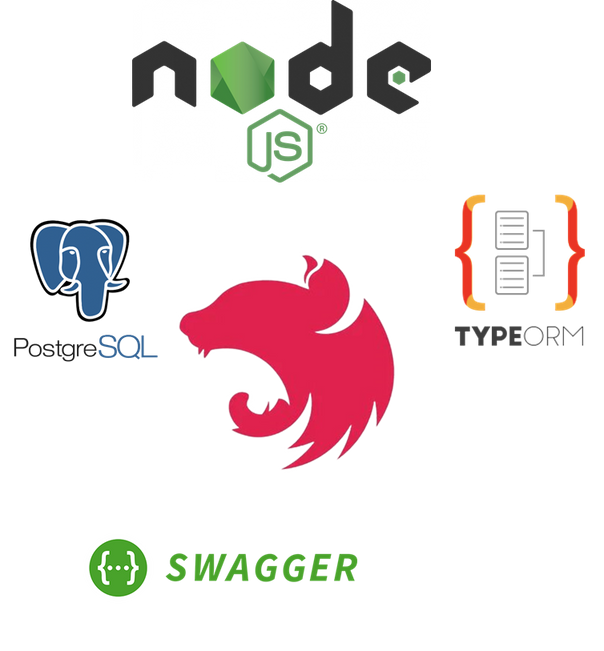 node
JS®
PostgreSQL
TYPEORM
{···} SWAGGER